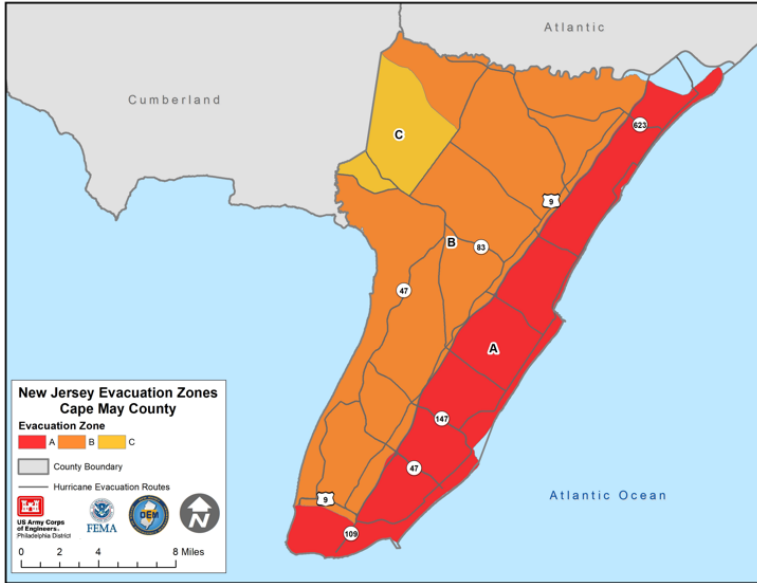 Atlantic
Cumberland
623
C
9
B
83
47
A
147
47
9
109
Atlantic Ocean
New Jersey Evacuation Zones
Cape May County
Evacuation Zone
A B C
County Boundary
Hurricane Evacuation Routes
US Army Corps
of Engineers.
Philadelphia District
FEMA
OEM
N
0 2 4 8 Miles